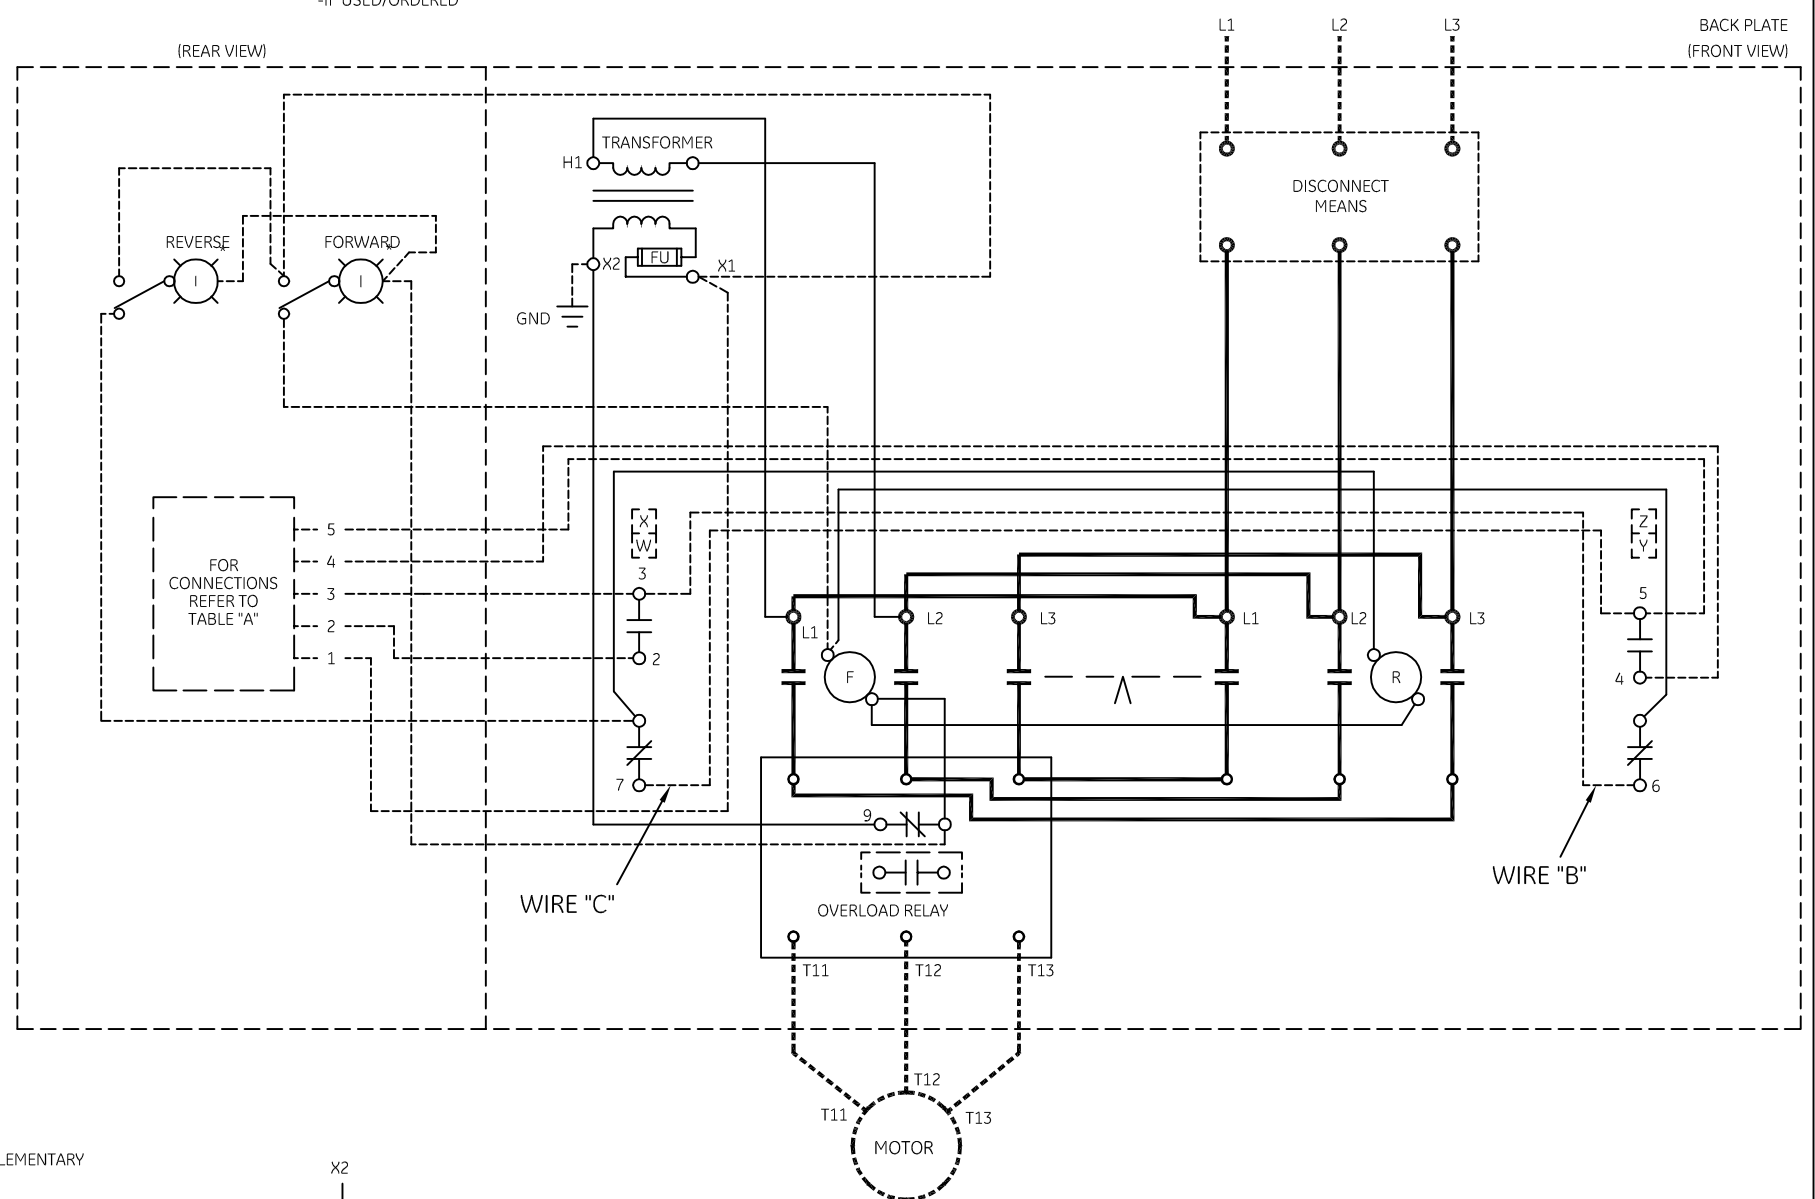 -IF USED/ORDERED
L1 L2 L3
BACK PLATE
(FRONT VIEW)
(REAR VIEW)
TRANSFORMER
H1
DISCONNECT
MEANS
REVERSE
*
FORWARD
*
I
I
FU
X2
X1
GND
5
4
3
2
1
FOR
CONNECTIONS
REFER TO
TABLE "A"
X
W
3
2
7
Z
Y
5
4
6
L1
L2
L3
L1
L2
L3
F
R
9
WIRE "C"
WIRE "B"
OVERLOAD RELAY
T11
T12
T13
T12
T11
T13
MOTOR
LEMENTARY
X2